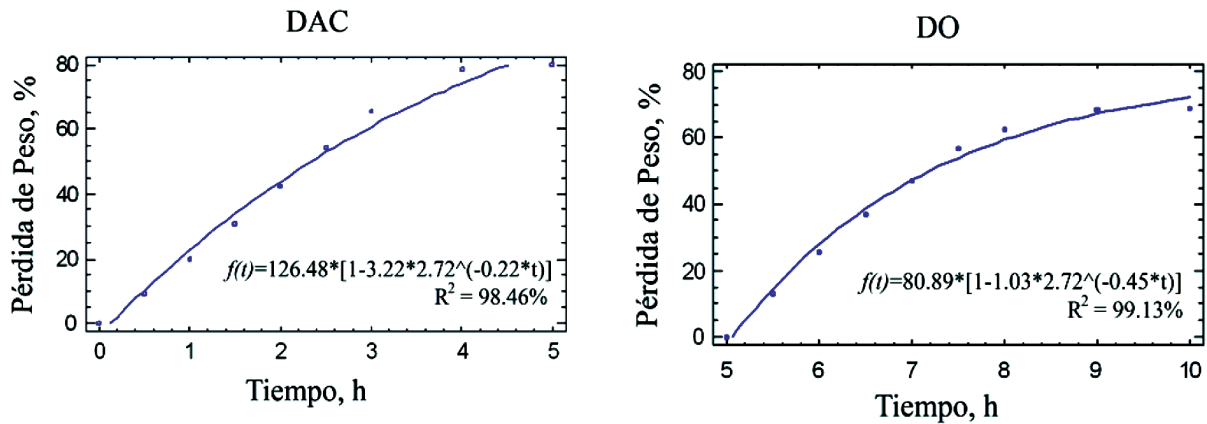 DAC
Pérdida de Peso, %
80
60
40
20
0
f(t)=126.48*[1-3.22*2.72^(-0.22*t)]
R² = 98.46%
0 1 2 3 4 5
Tiempo, h
DO
Pérdida de Peso, %
80
60
40
20
0
f(t)=80.89*[1-1.03*2.72^(-0.45*t)]
R² = 99.13%
5 6 7 8 9 10
Tiempo, h